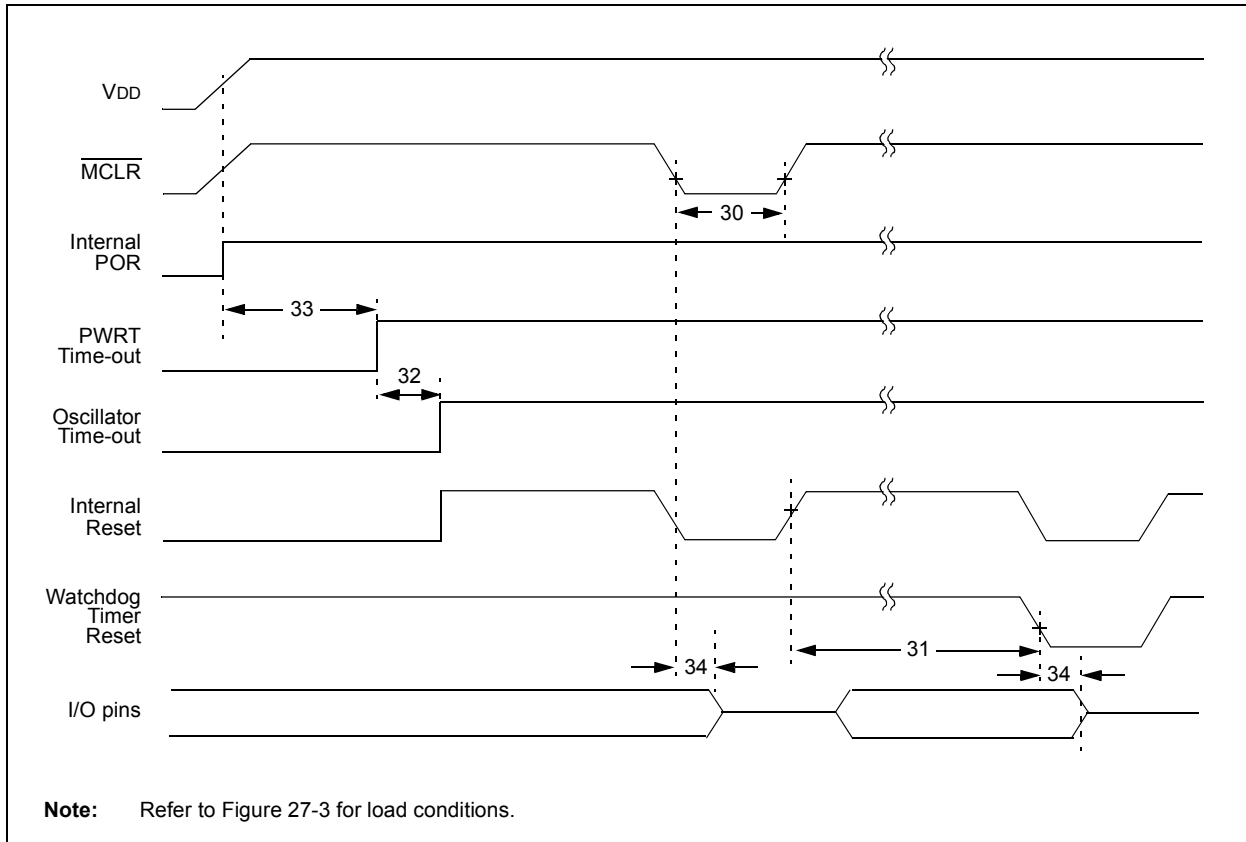 VDD
MCLR
30
Internal
POR
33
PWRT
Time-out
32
Oscillator
Time-out
Internal
Reset
Watchdog
Timer
Reset
31
34
34
I/O pins
Note: Refer to Figure 27-3 for load conditions.